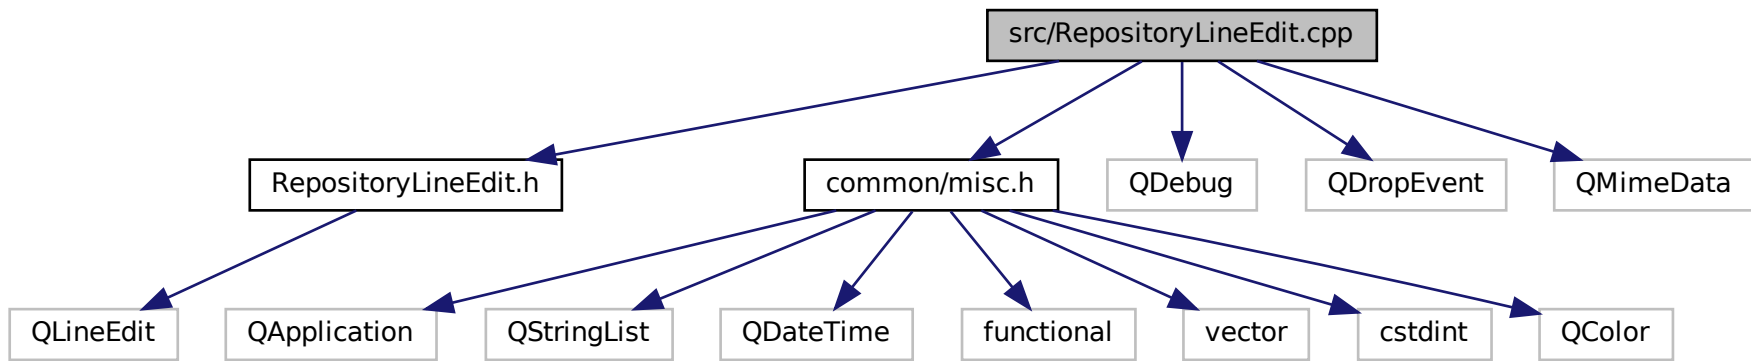 src/RepositoryLineEdit.cpp
RepositoryLineEdit.h
common/misc.h
QDebug
QDropEvent
QMimeData
QLineEdit
QApplication
QStringList
QDateTime
functional
vector
cstdint
QColor